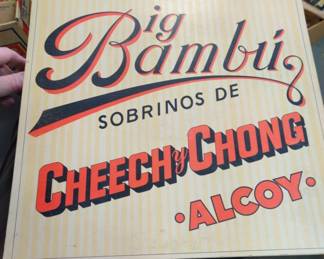 Big
Bambú
SOBRINOS DE
CHEECH y CHONG
•ALCOY•